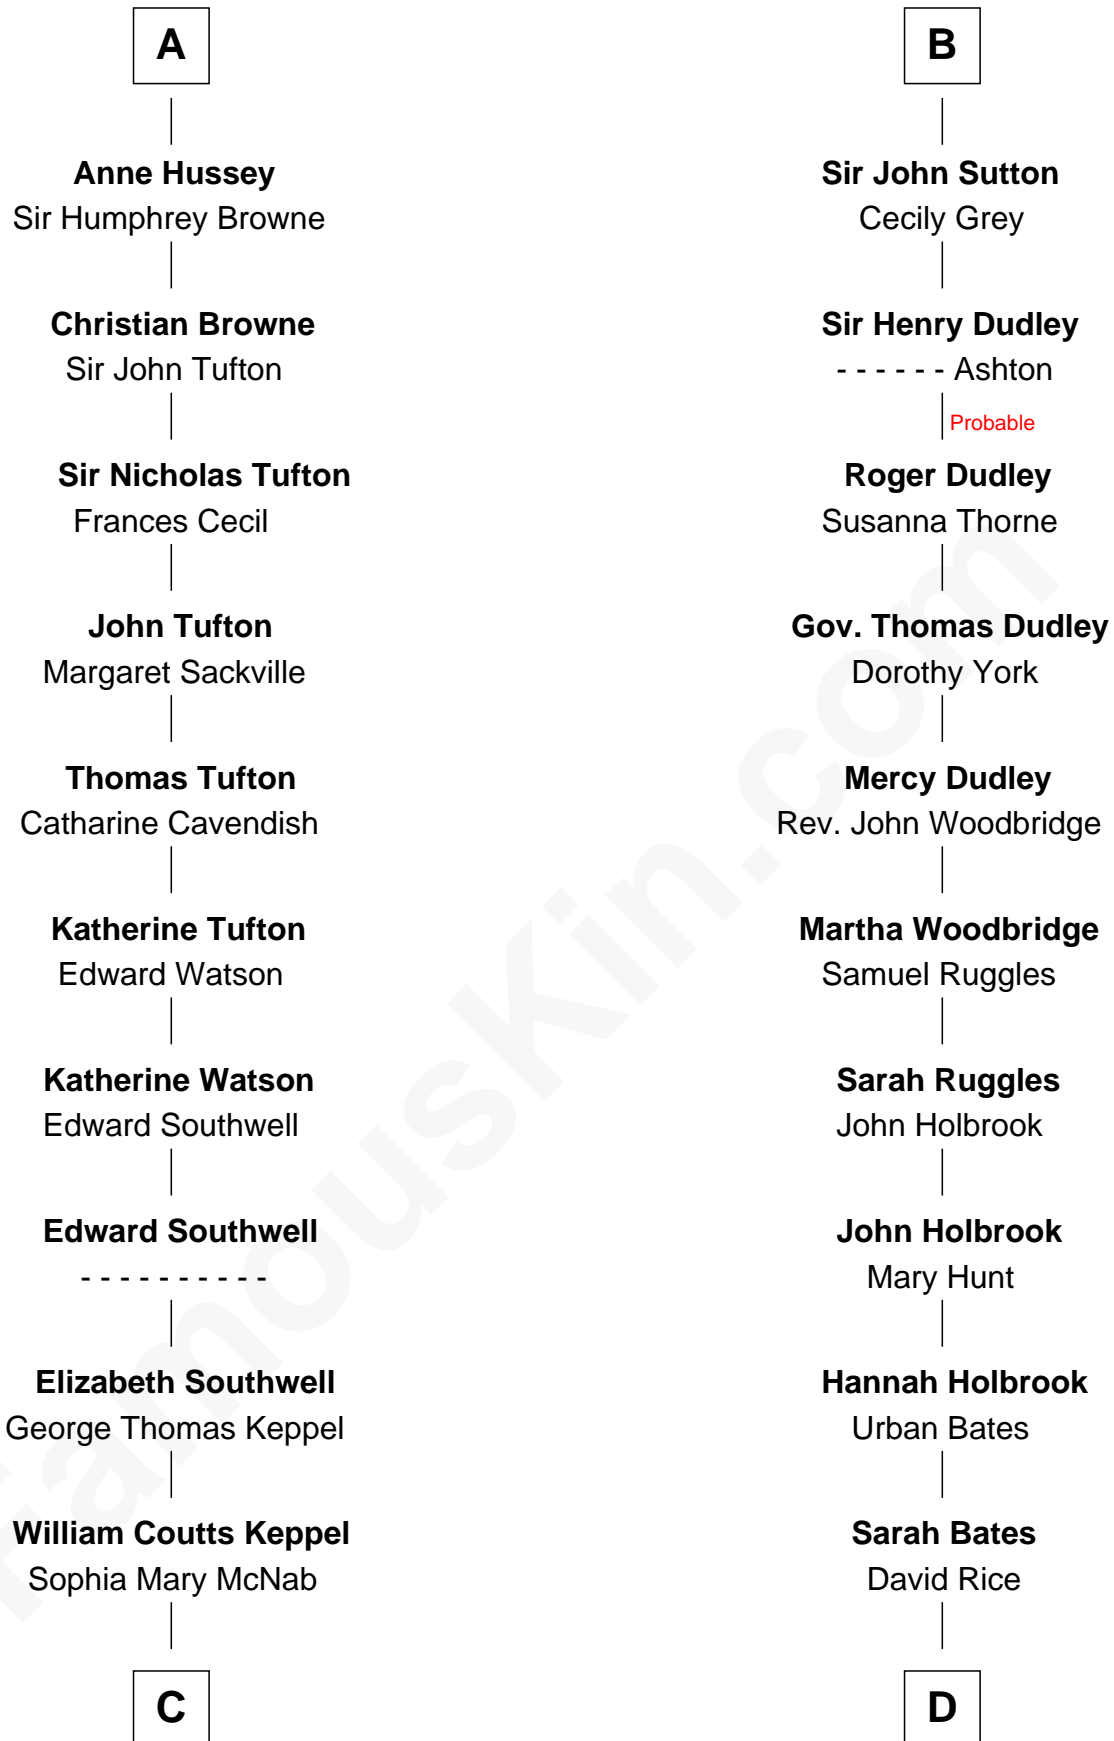 A
Anne Hussey
Sir Humphrey Browne
Christian Browne
Sir John Tufton
Sir Nicholas Tufton
Frances Cecil
John Tufton
Margaret Sackville
Thomas Tufton
Catharine Cavendish
Katherine Tufton
Edward Watson
Katherine Watson
Edward Southwell
Edward Southwell
- - - - - - - - - -
Elizabeth Southwell
George Thomas Keppel
William Coutts Keppel
Sophia Mary McNab
C
B
Sir John Sutton
Cecily Grey
Sir Henry Dudley
- - - - - - Ashton
Probable
Roger Dudley
Susanna Thorne
Gov. Thomas Dudley
Dorothy York
Mercy Dudley
Rev. John Woodbridge
Martha Woodbridge
Samuel Ruggles
Sarah Ruggles
John Holbrook
John Holbrook
Mary Hunt
Hannah Holbrook
Urban Bates
Sarah Bates
David Rice
D
FamousKin.com